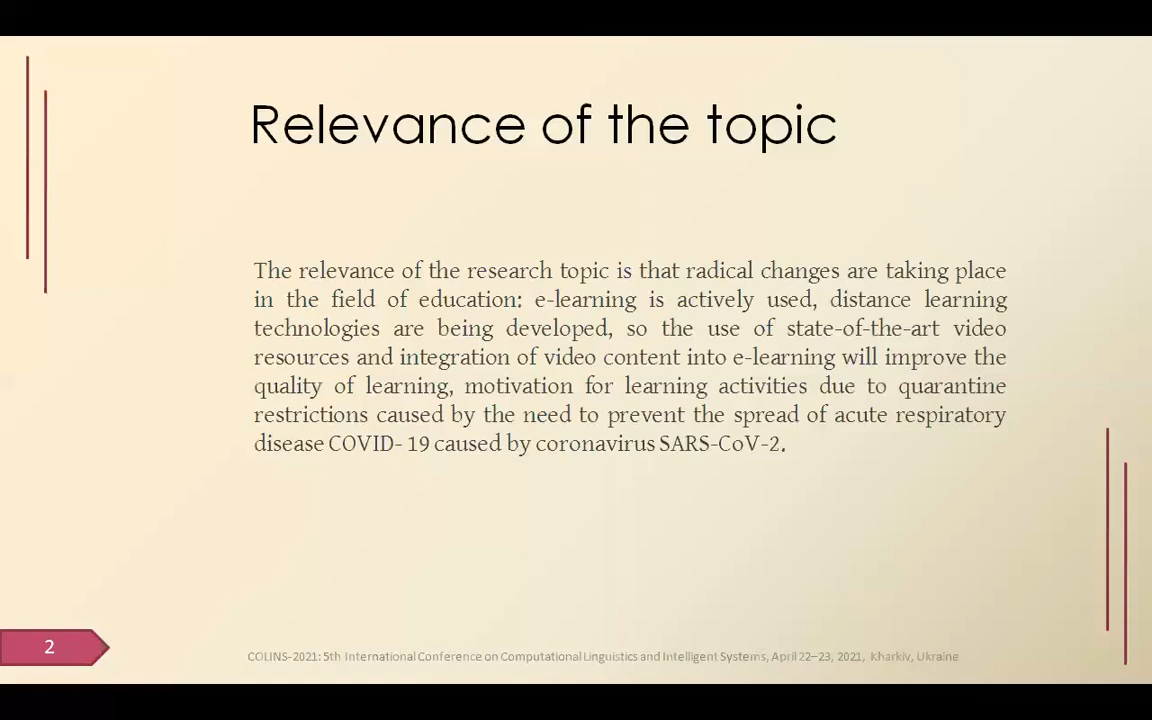 Relevance of the topic
The relevance of the research topic is that radical changes are taking place
in the field of education: e-learning is actively used, distance learning
technologies are being developed, so the use of state-of-the-art video
resources and integration of video content into e-learning will improve the
quality of learning, motivation for learning activities due to quarantine
restrictions caused by the need to prevent the spread of acute respiratory
disease COVID- 19 caused by coronavirus SARS-CoV-2.
2
COLINS-2021: 5th International Conference on Computational Linguistics and Intelligent Systems, April 22–23, 2021, Kharkiv, Ukraine